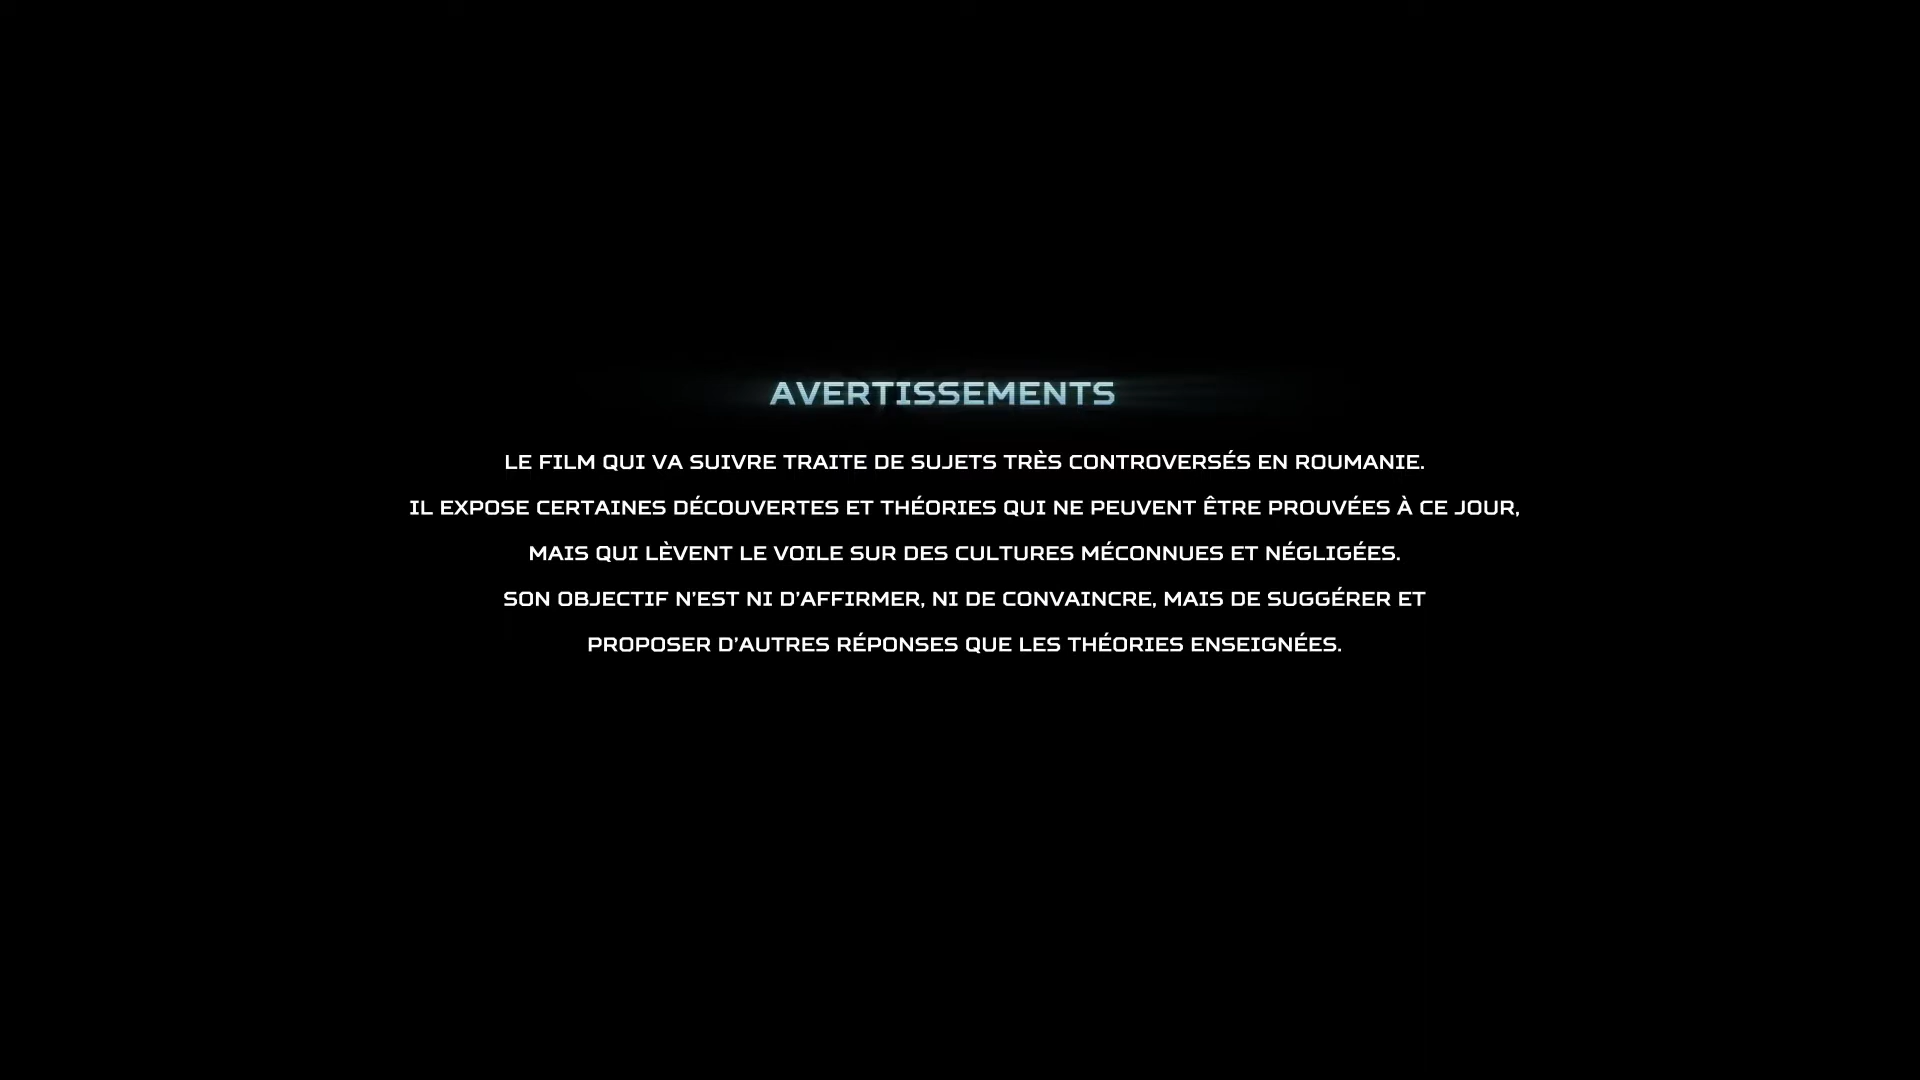 AVERTISSEMENTS
LE FILM QUI VA SUIVRE TRAITE DE SUJETS TRÈS CONTROVERSÉS EN ROUMANIE.
IL EXPOSE CERTAINES DÉCOUVERTES ET THÉORIES QUI NE PEUVENT ÊTRE PROUVÉES À CE JOUR,
MAIS QUI LÈVENT LE VOILE SUR DES CULTURES MÉCONNUES ET NÉGLIGÉES.
SON OBJECTIF N’EST NI D’AFFIRMER, NI DE CONVAINCRE, MAIS DE SUGGÉRER ET
PROPOSER D’AUTRES RÉPONSES QUE LES THÉORIES ENSEIGNÉES.